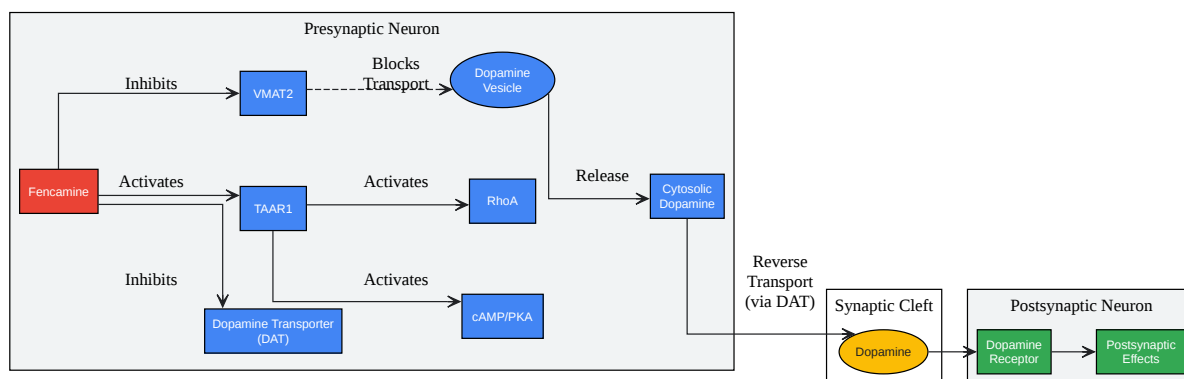 Presynaptic Neuron
Inhibits
VMAT2
Blocks
Transport
Dopamine
Vesicle
Fencamine
Activates
TAAR1
Activates
RhoA
Release
Cytosolic
Dopamine
Inhibits
Dopamine Transporter
(DAT)
Activates
cAMP/PKA
Reverse
Transport
(via DAT)
Synaptic Cleft
Dopamine
Postsynaptic Neuron
Dopamine
Receptor
Postsynaptic
Effects